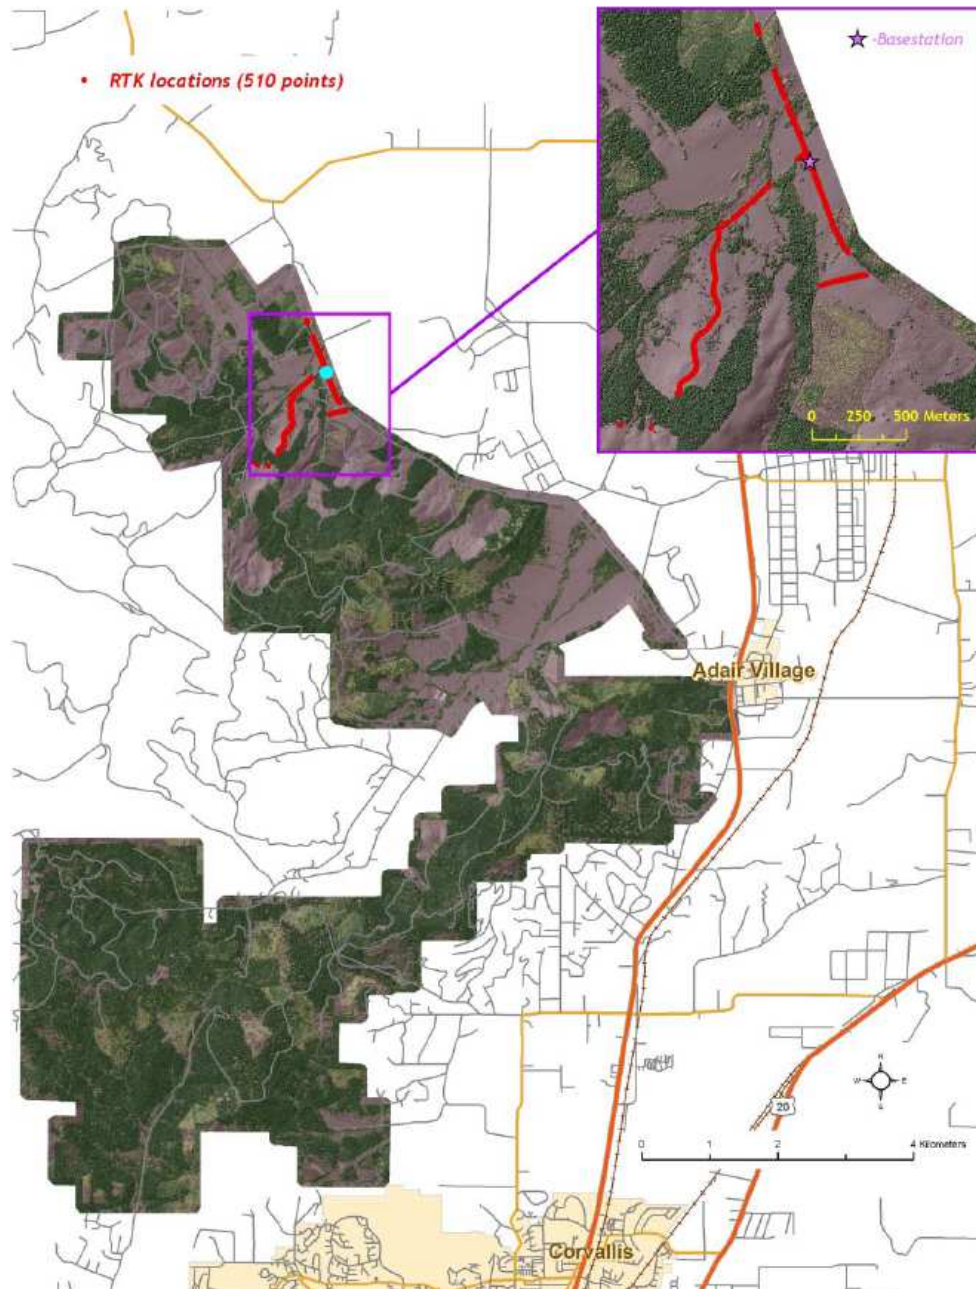 -Basestation
• RTK locations (510 points)
0 250 500 Meters
Adair Village
N
W E
S
20
0 1 2 4 Kilometers
Corvallis